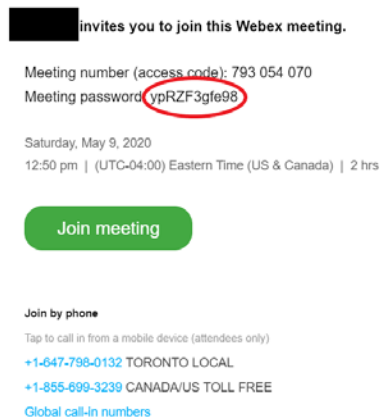 invites you to join this Webex meeting.
Meeting number (access code): 793 054 070
Meeting password: ypRZF3gfe98
Saturday, May 9, 2020
12:50 pm | (UTC-04:00) Eastern Time (US & Canada) | 2 hrs
Join meeting
Join by phone
Tap to call in from a mobile device (attendees only)
+1-647-798-0132 TORONTO LOCAL
+1-855-699-3239 CANADA/US TOLL FREE
Global call-in numbers